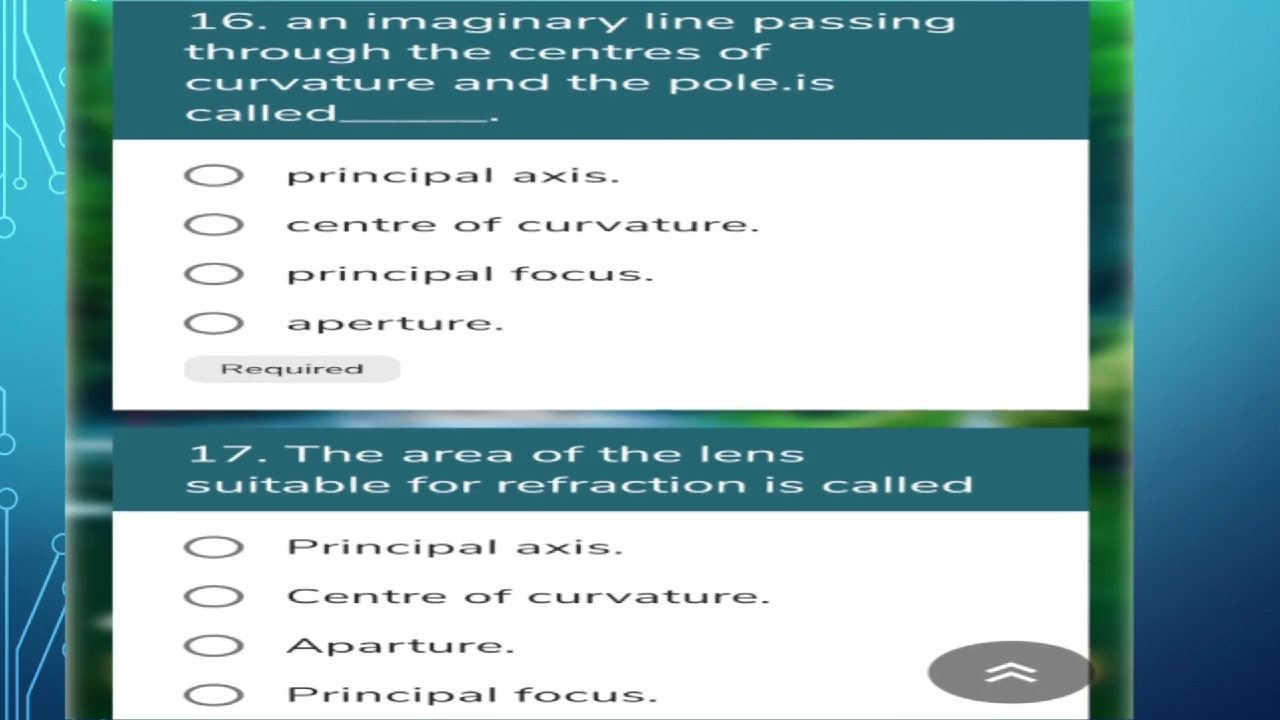 16. an imaginary line passing
through the centres of
curvature and the pole.is
called______.
principal axis.
centre of curvature.
principal focus.
aperture.
Required
17. The area of the lens
suitable for refraction is called
Principal axis.
Centre of curvature.
Aparture.
Principal focus.